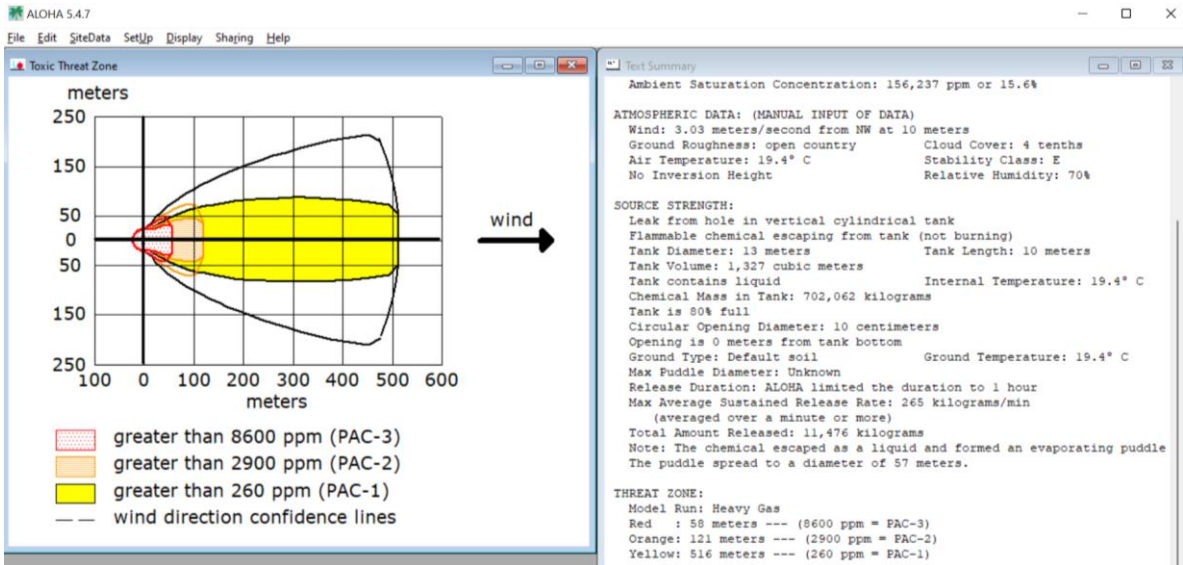 ALOHA 5.4.7
File Edit SiteData SetUp Display Sharing Help
Toxic Threat Zone
meters
250
150
50
0
50
150
250
100 0 100 200 300 400 500 600
meters
wind
greater than 8600 ppm (PAC-3)
greater than 2900 ppm (PAC-2)
greater than 260 ppm (PAC-1)
wind direction confidence lines
Text Summary
Ambient Saturation Concentration: 156,237 ppm or 15.6%
ATMOSPHERIC DATA: (MANUAL INPUT OF DATA)
Wind: 3.03 meters/second from NW at 10 meters
Ground Roughness: open country Cloud Cover: 4 tenths
Air Temperature: 19.4° C Stability Class: E
No Inversion Height Relative Humidity: 70%
SOURCE STRENGTH:
Leak from hole in vertical cylindrical tank
Flammable chemical escaping from tank (not burning)
Tank Diameter: 13 meters Tank Length: 10 meters
Tank Volume: 1,327 cubic meters
Tank contains liquid Internal Temperature: 19.4° C
Chemical Mass in Tank: 702,062 kilograms
Tank is 80% full
Circular Opening Diameter: 10 centimeters
Opening is 0 meters from tank bottom
Ground Type: Default soil Ground Temperature: 19.4° C
Max Puddle Diameter: Unknown
Release Duration: ALOHA limited the duration to 1 hour
Max Average Sustained Release Rate: 265 kilograms/min
(averaged over a minute or more)
Total Amount Released: 11,476 kilograms
Note: The chemical escaped as a liquid and formed an evaporating puddle
The puddle spread to a diameter of 57 meters.
THREAT ZONE:
Model Run: Heavy Gas
Red : 58 meters --- (8600 ppm = PAC-3)
Orange: 121 meters --- (2900 ppm = PAC-2)
Yellow: 516 meters --- (260 ppm = PAC-1)